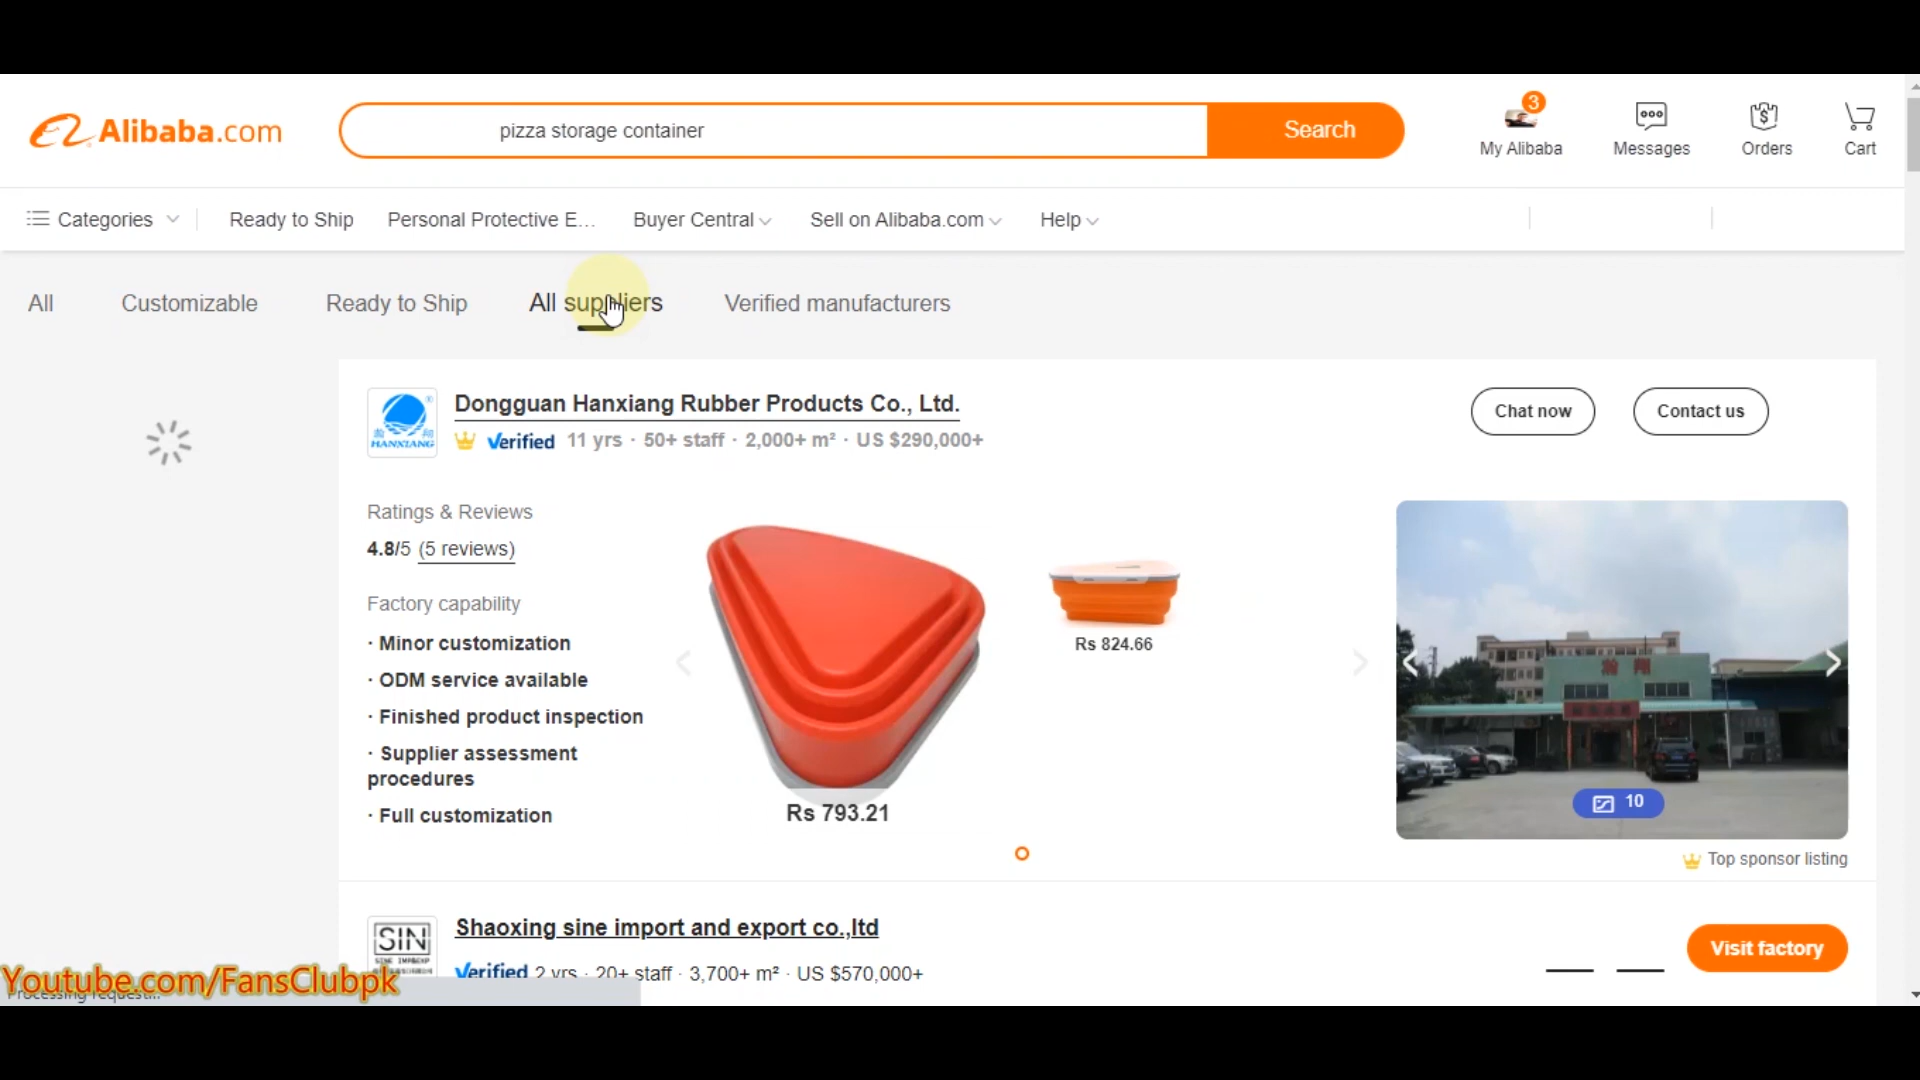 Alibaba.com
pizza storage container
Search
3
My Alibaba
Messages
Orders
Cart
Categories
Ready to Ship
Personal Protective E...
Buyer Central
Sell on Alibaba.com
Help
All
Customizable
Ready to Ship
All suppliers
Verified manufacturers
HANXIANG
Dongguan Hanxiang Rubber Products Co., Ltd.
Verified 11 yrs · 50+ staff · 2,000+ m² · US $290,000+
Chat now
Contact us
Ratings & Reviews
4.8/5 (5 reviews)
Factory capability
· Minor customization
· ODM service available
· Finished product inspection
· Supplier assessment
procedures
· Full customization
Rs 793.21
Rs 824.66
10
Top sponsor listing
SIN
Shaoxing sine import and export co.,ltd
Verified 2 yrs · 20+ staff · 3,700+ m² · US $570,000+
Visit factory
Youtube.com/FansClubpk
Processing request...